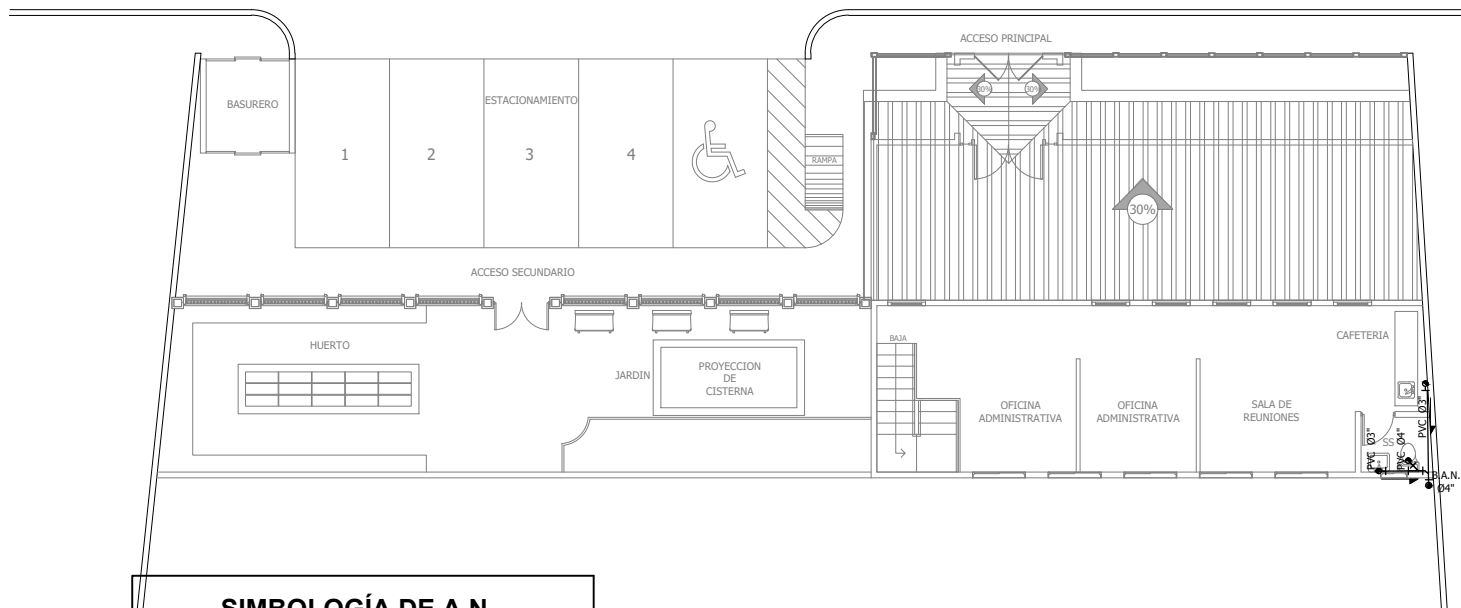 ACCESO PRINCIPAL
BASURERO
ESTACIONAMIENTO
1
2
3
4
RAMPA
30%
30%
30%
ACCESO SECUNDARIO
HUERTO
JARDIN
PROYECCION
DE
CISTERNA
BAJA
CAFETERIA
OFICINA
ADMINISTRATIVA
OFICINA
ADMINISTRATIVA
SALA DE
REUNIONES
SS
PVC Ø3"
PVC Ø4"
PVC Ø3"
B.A.N.
Ø4"
SIMBOLOGÍA DE A.N.